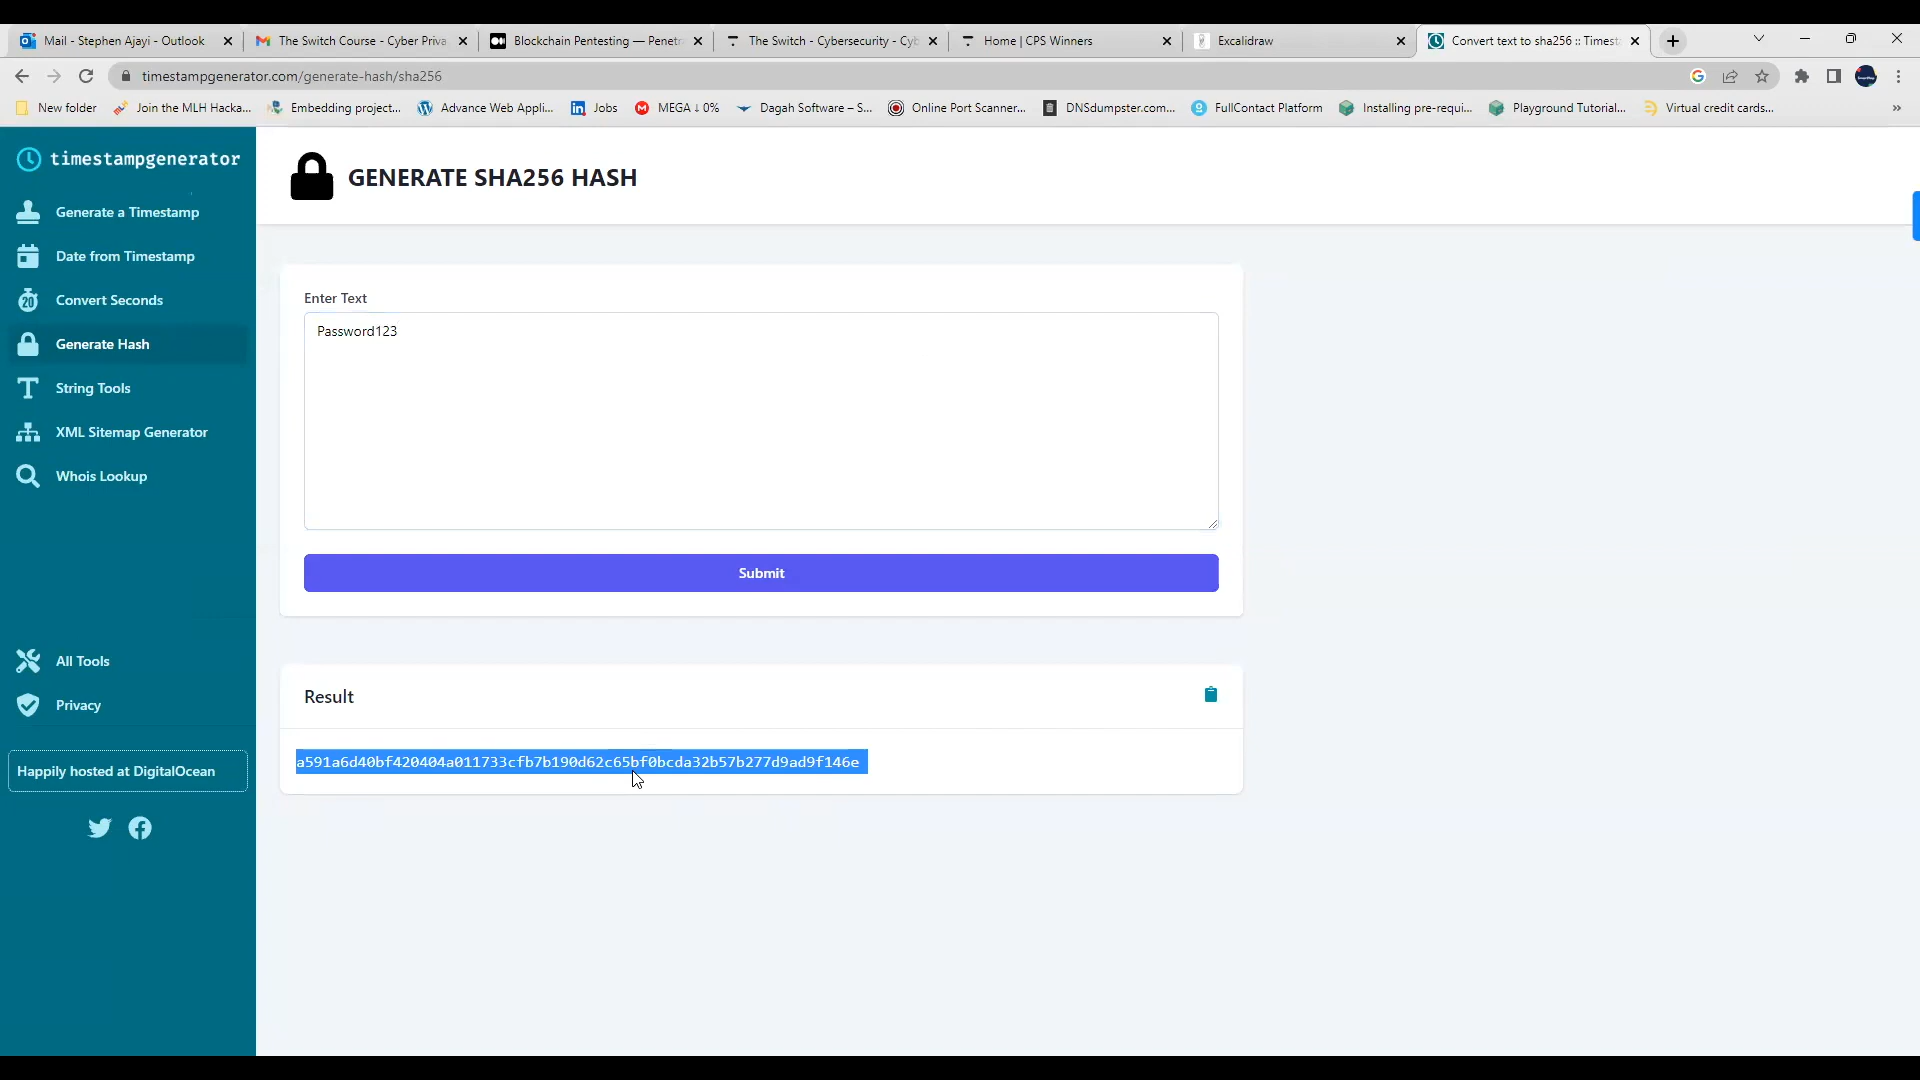 Mail - Stephen Ajayi - Outlook
The Switch Course - Cyber Priva
Blockchain Pentesting — Penetr
The Switch - Cybersecurity - Cyb
Home | CPS Winners
Excalidraw
Convert text to sha256 :: Timest
timestampgenerator.com/generate-hash/sha256
New folder
Join the MLH Hacka...
Embedding project...
Advance Web Appli...
Jobs
MEGA ↓ 0%
Dagah Software – S...
Online Port Scanner...
DNSdumpster.com...
FullContact Platform
Installing pre-requi...
Playground Tutorial...
Virtual credit cards...
»
timestampgenerator
Generate a Timestamp
Date from Timestamp
20
Convert Seconds
Generate Hash
String Tools
XML Sitemap Generator
Whois Lookup
All Tools
Privacy
Happily hosted at DigitalOcean
GENERATE SHA256 HASH
Enter Text
Password123
Submit
Result
a591a6d40bf420404a011733cfb7b190d62c65bf0bcda32b57b277d9ad9f146e